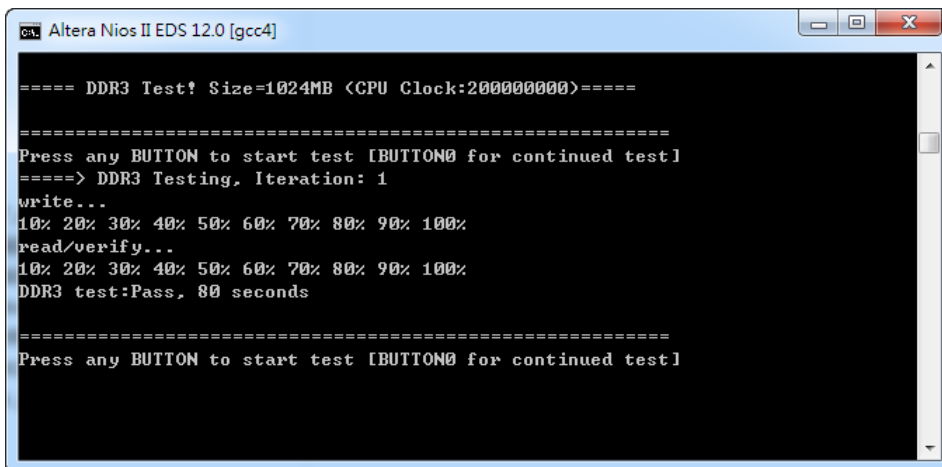 Altera Nios II EDS 12.0 [gcc4]
===== DDR3 Test! Size=1024MB (CPU Clock:200000000)=====
==========================================================
Press any BUTTON to start test [BUTTON0 for continued test]
=====> DDR3 Testing, Iteration: 1
write...
10% 20% 30% 40% 50% 60% 70% 80% 90% 100%
read/verify...
10% 20% 30% 40% 50% 60% 70% 80% 90% 100%
DDR3 test:Pass, 80 seconds
==========================================================
Press any BUTTON to start test [BUTTON0 for continued test]